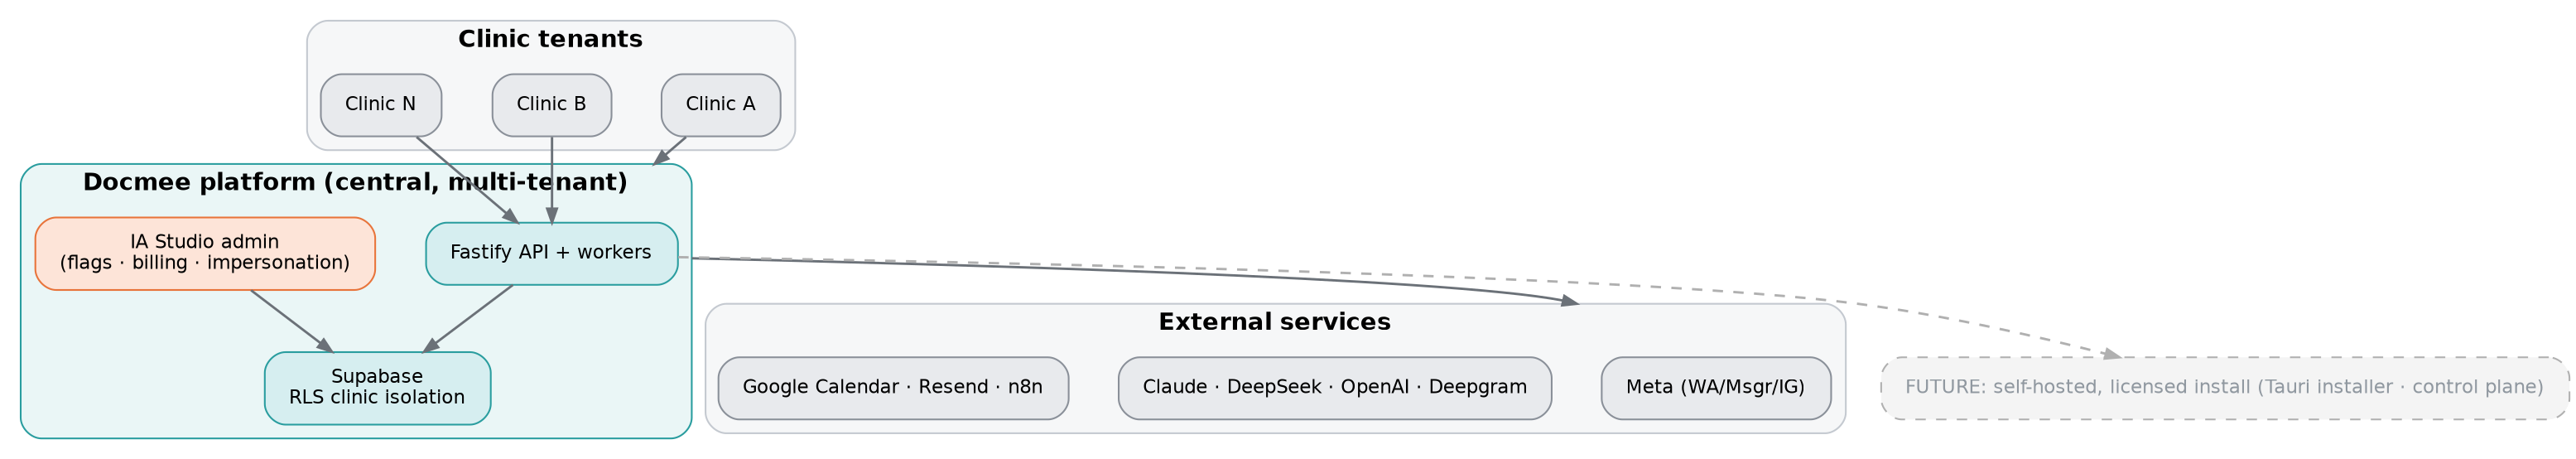 Clinic tenants
Clinic N
Clinic B
Clinic A
Docmee platform (central, multi-tenant)
IA Studio admin
(flags · billing · impersonation)
Fastify API + workers
Supabase
RLS clinic isolation
External services
Google Calendar · Resend · n8n
Claude · DeepSeek · OpenAI · Deepgram
Meta (WA/Msgr/IG)
FUTURE: self-hosted, licensed install (Tauri installer · control plane)